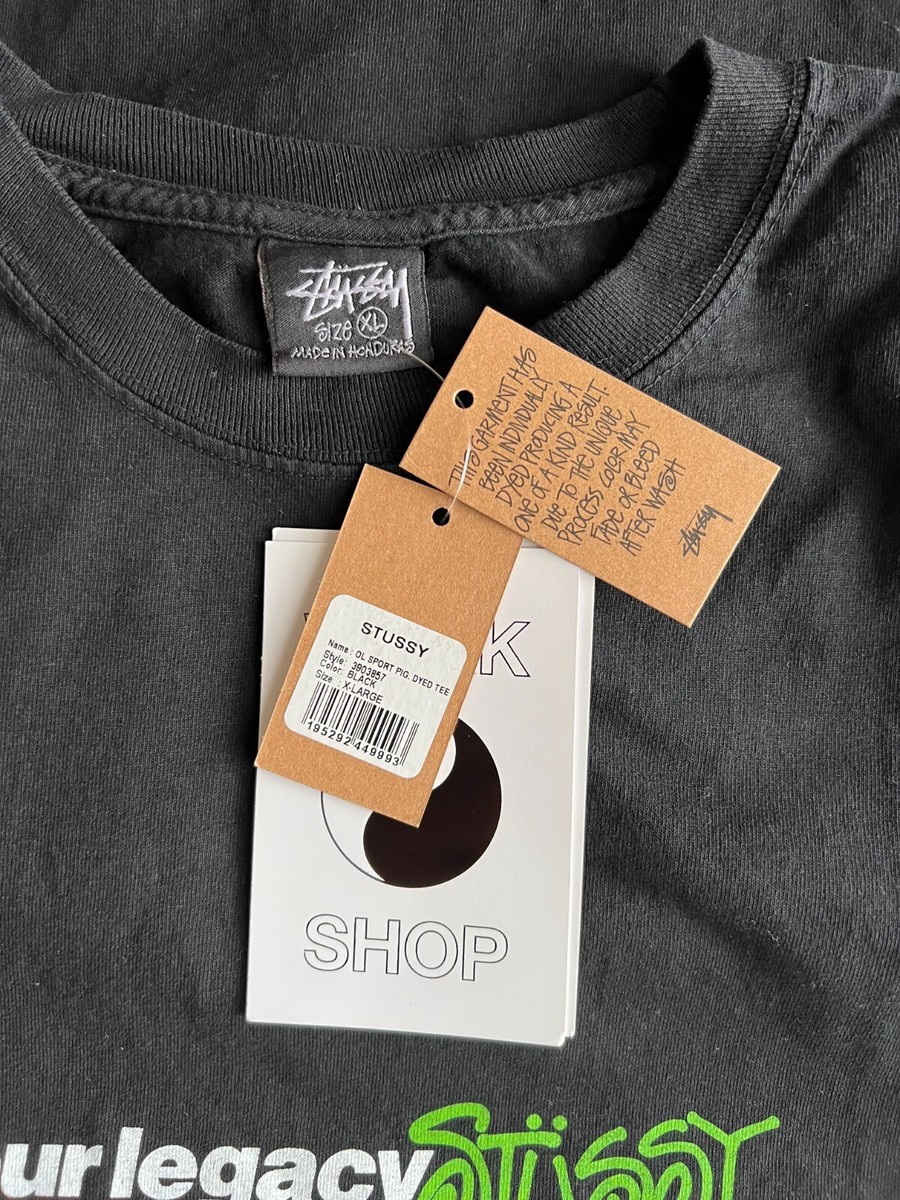 STÜSSY
SIZE XL
MADE IN HONDURAS
THIS GARMENT HAS
BEEN INDIVIDUALLY
DYED PRODUCING A
ONE OF A KIND RESULT.
DUE TO THE UNIQUE
PROCESS, COLOR MAY
FADE OR BLEED
AFTER WASH
STÜSSY
STUSSY
Name : OL SPORT PIG. DYED TEE
Style: 3903857
Color: BLACK
Size : X-LARGE
195292449993
K
SHOP
ur legacy STÜSSY